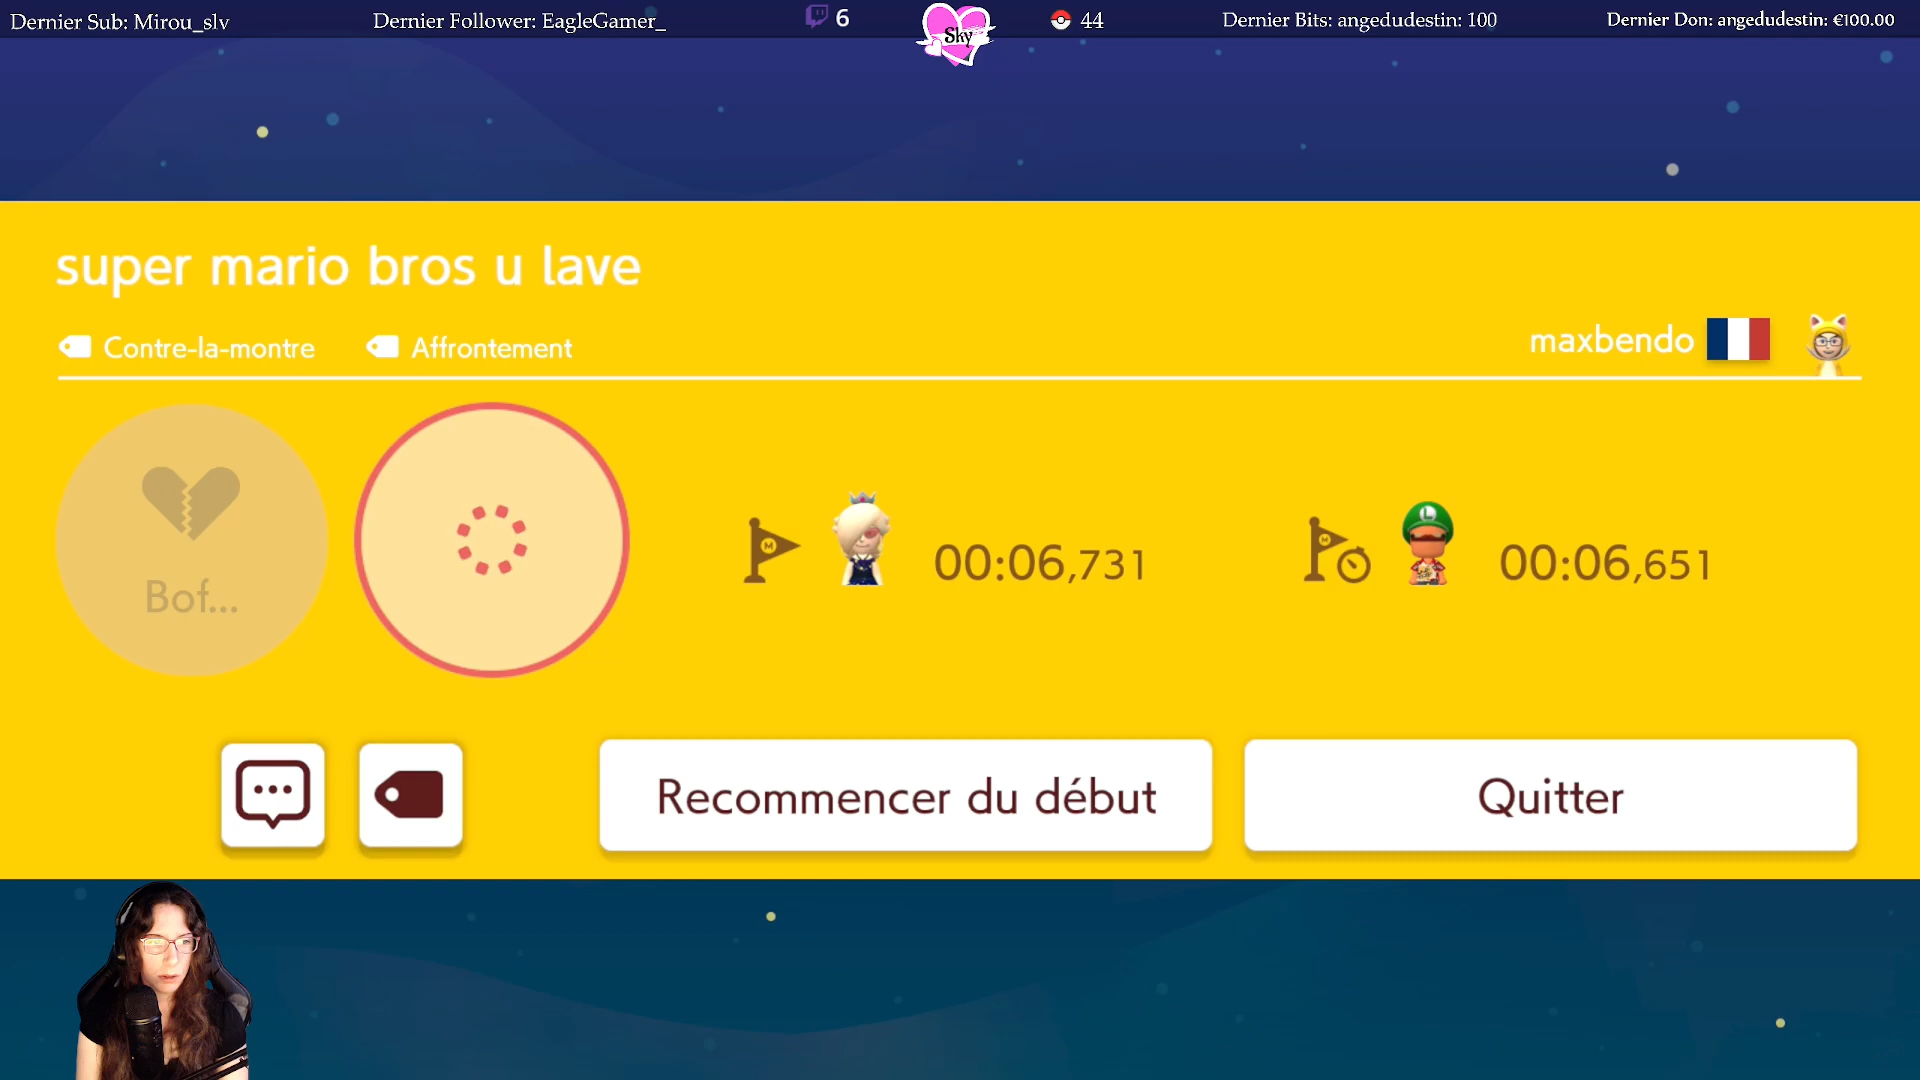 Dernier Sub: Mirou_slv
Dernier Follower: EagleGamer_
6
Sky
44
Dernier Bits: angedudestin: 100
Dernier Don: angedudestin: €100.00
super mario bros u lave
Contre-la-montre
Affrontement
maxbendo
Bof...
M
00:06,731
M
L
00:06,651
Recommencer du début
Quitter